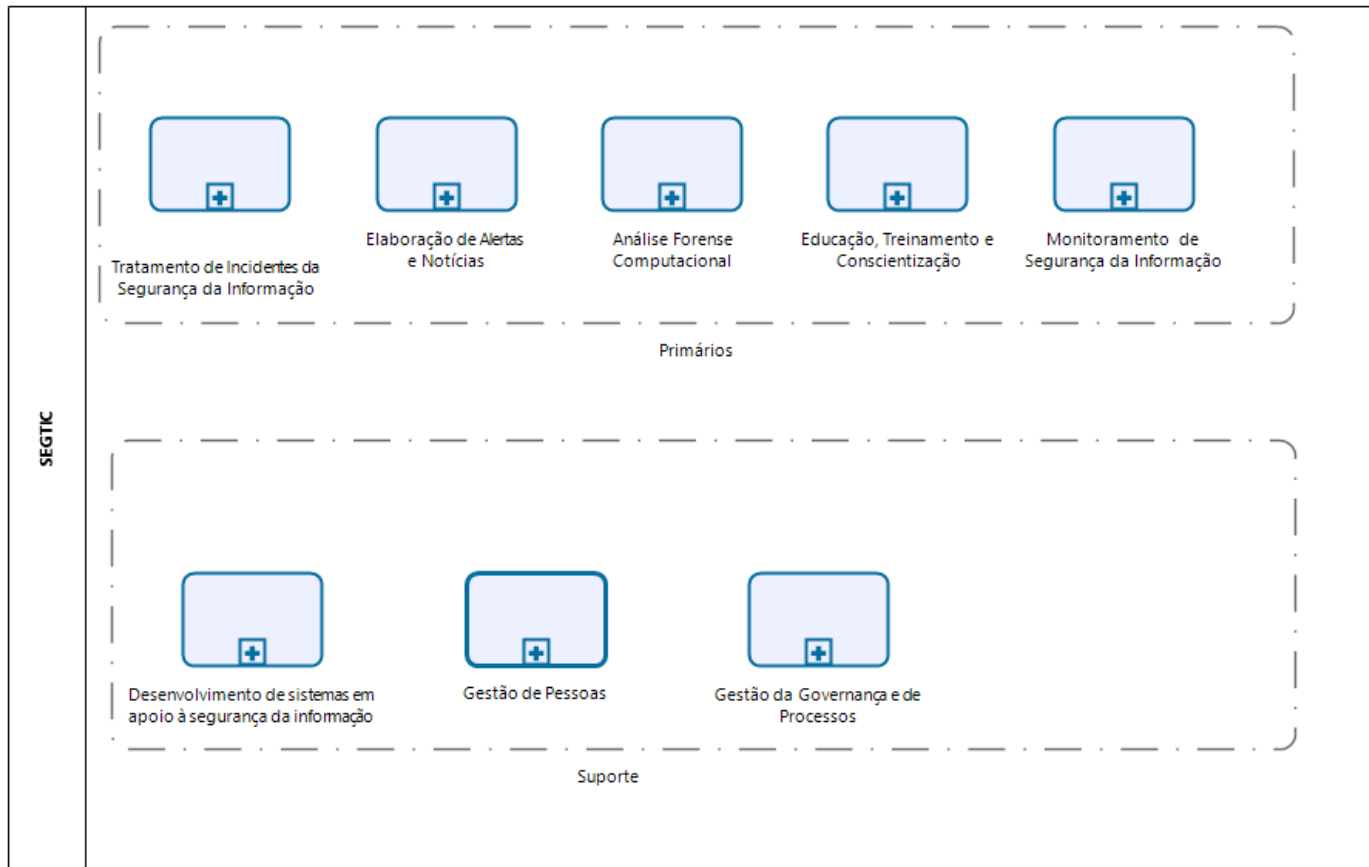 SEGTIC
Elaboração de Alertas
e Notícias
Análise Forense
Computacional
Educação, Treinamento e
Conscientização
Monitoramento de
Segurança da Informação
Tratamento de Incidentes da
Segurança da Informação
Primários
Desenvolvimento de sistemas em
apoio à segurança da informação
Gestão de Pessoas
Gestão da Governança e de
Processos
Suporte